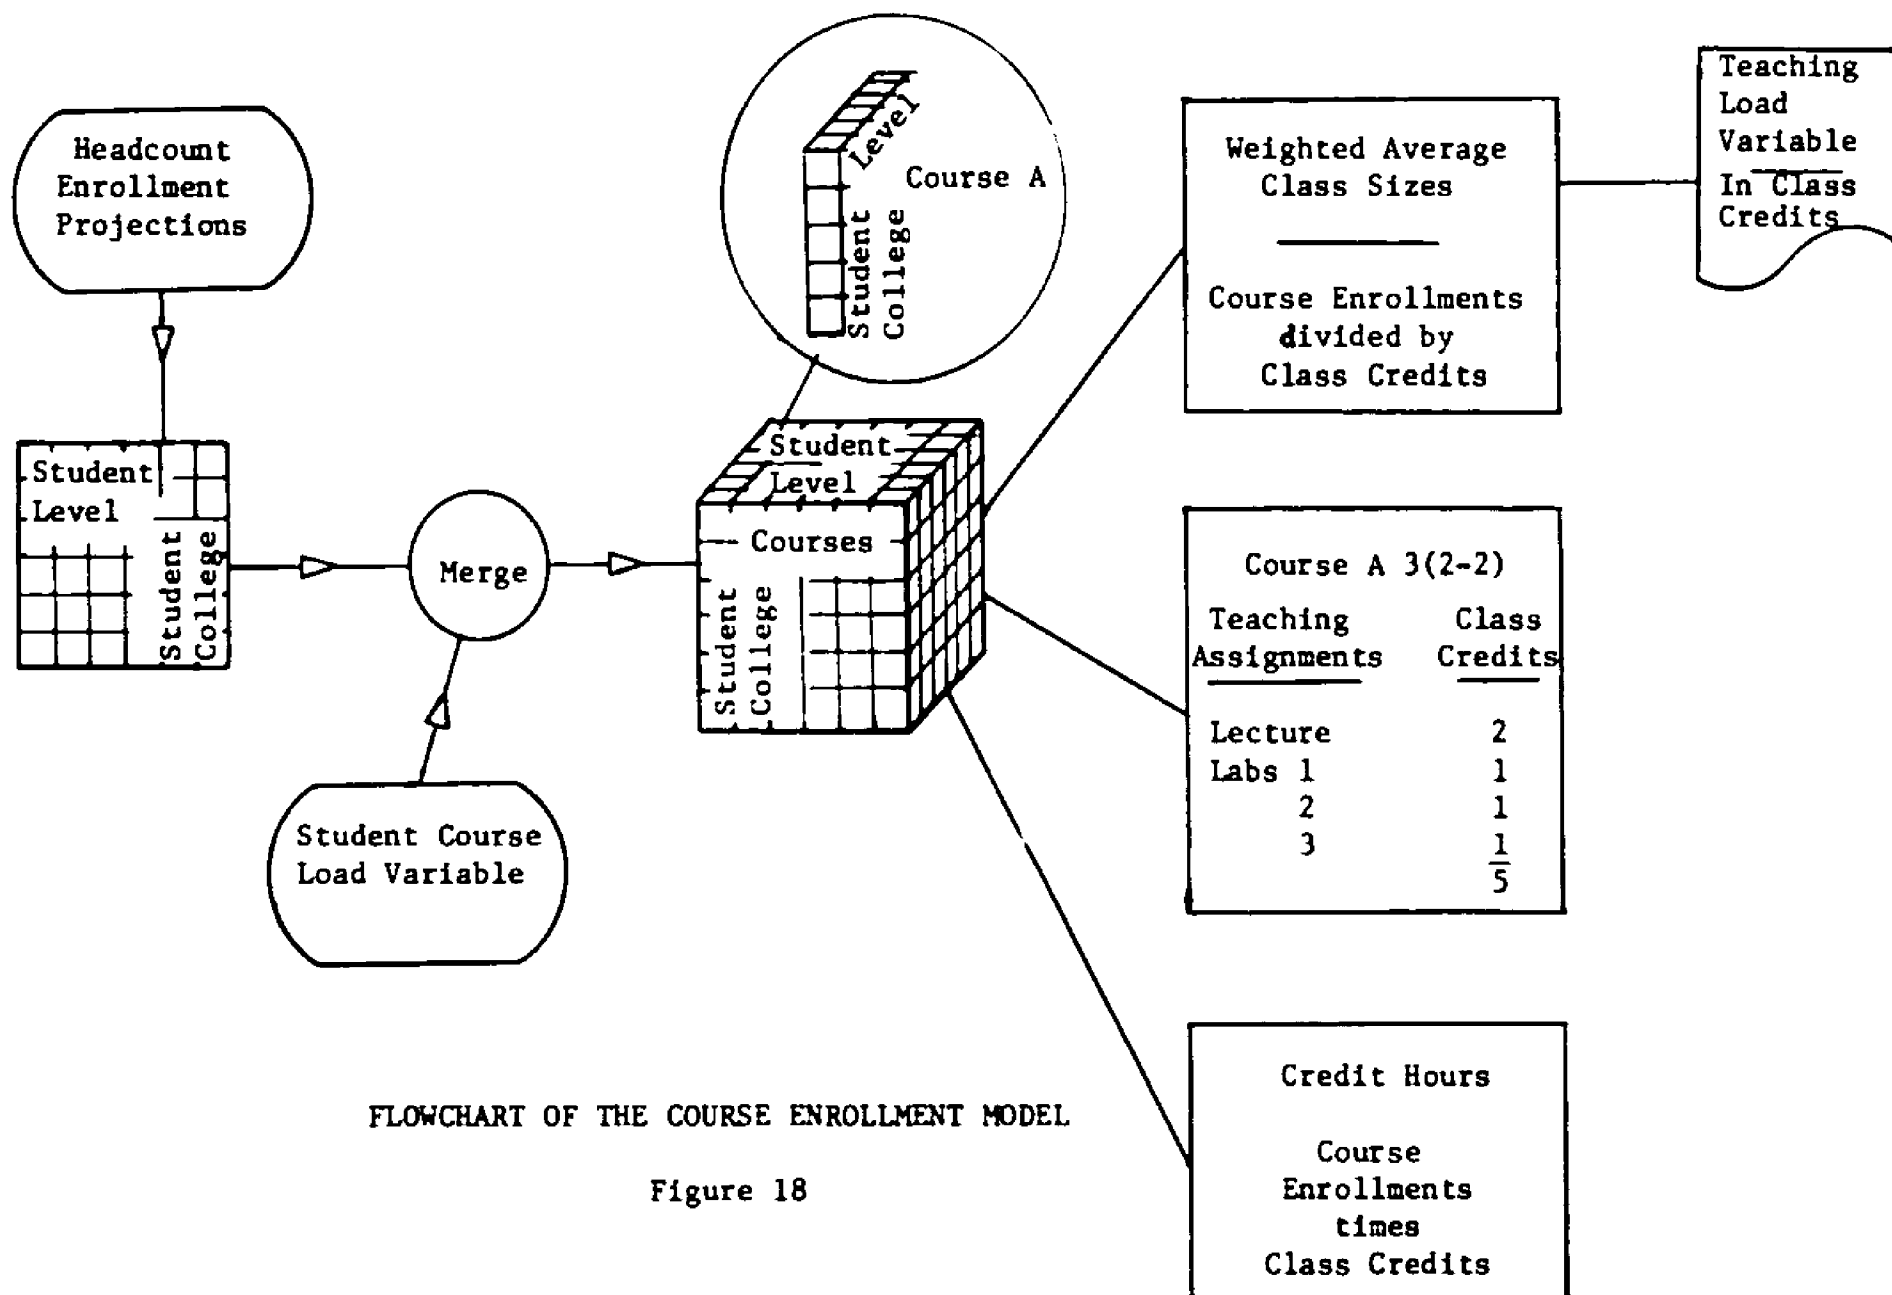 Headcount
Enrollment
Projections
Student
Level
Student
College
Merge
Student Course
Load Variable
Level
Course A
Student
College
Student
Level
Courses
Student
College
Weighted Average
Class Sizes
Course Enrollments
divided by
Class Credits
Teaching
Load
Variable
In Class
Credits
Course A 3(2-2)
Teaching Class
Assignments Credits
Lecture 2
Labs 1 1
2 1
3 1
5
Credit Hours
Course
Enrollments
times
Class Credits
FLOWCHART OF THE COURSE ENROLLMENT MODEL
Figure 18